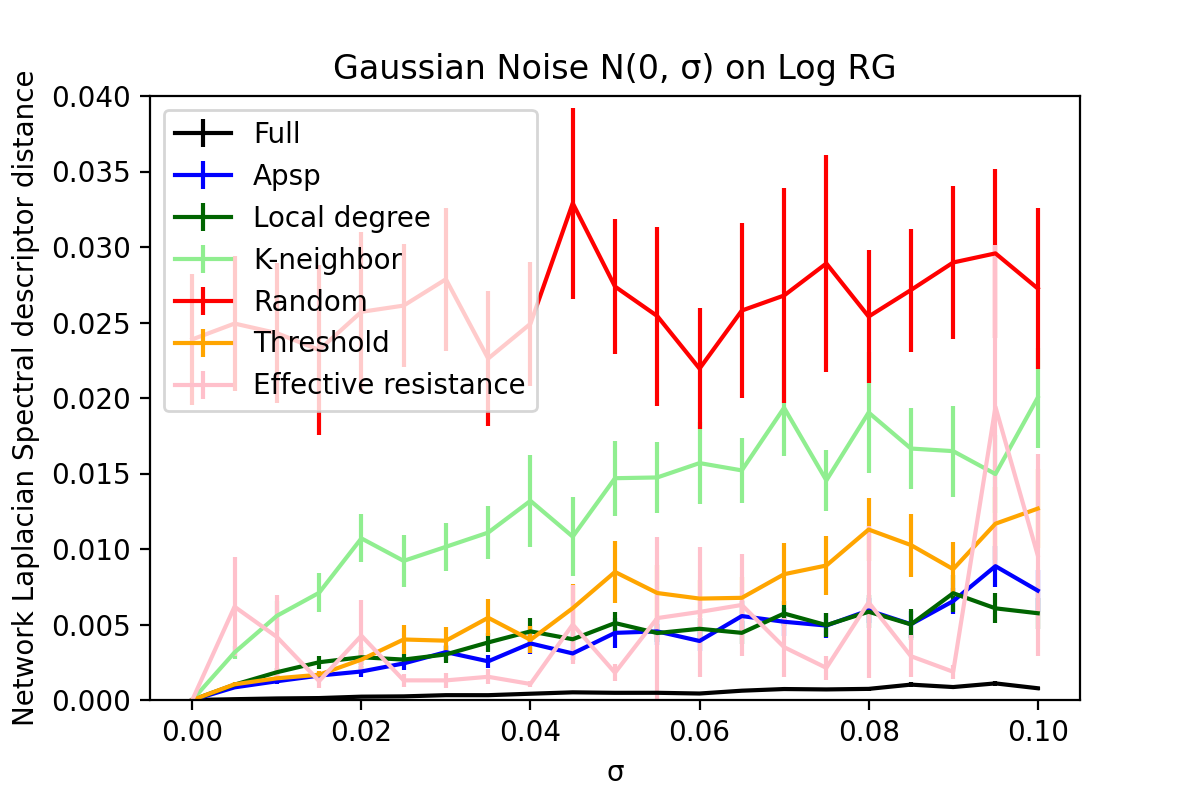 Gaussian Noise N(0, σ) on Log RG
Network Laplacian Spectral descriptor distance
0.040
0.035
0.030
0.025
0.020
0.015
0.010
0.005
0.000
Full
Apsp
Local degree
K-neighbor
Random
Threshold
Effective resistance
0.00 0.02 0.04 0.06 0.08 0.10
σ